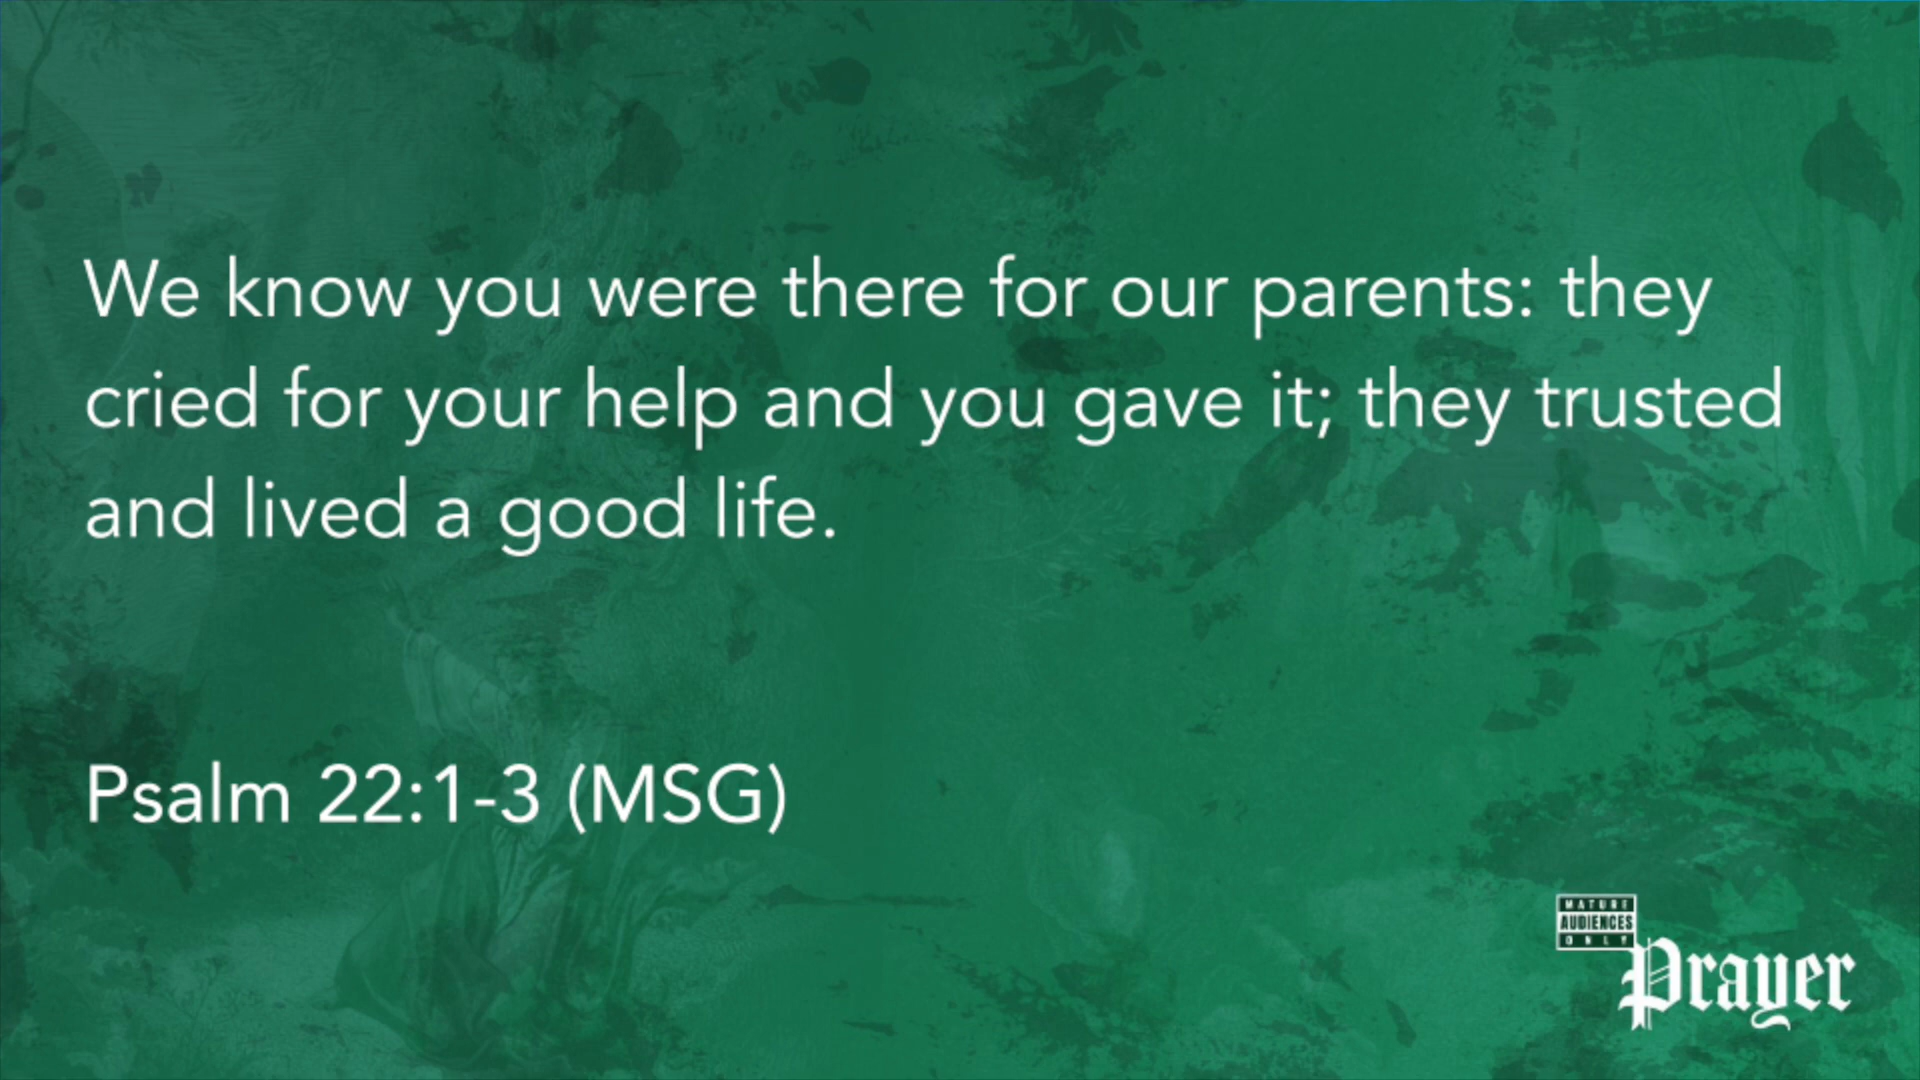 We know you were there for our parents: they
cried for your help and you gave it; they trusted
and lived a good life.
Psalm 22:1-3 (MSG)
MATURE
AUDIENCES
ONLY
Prayer